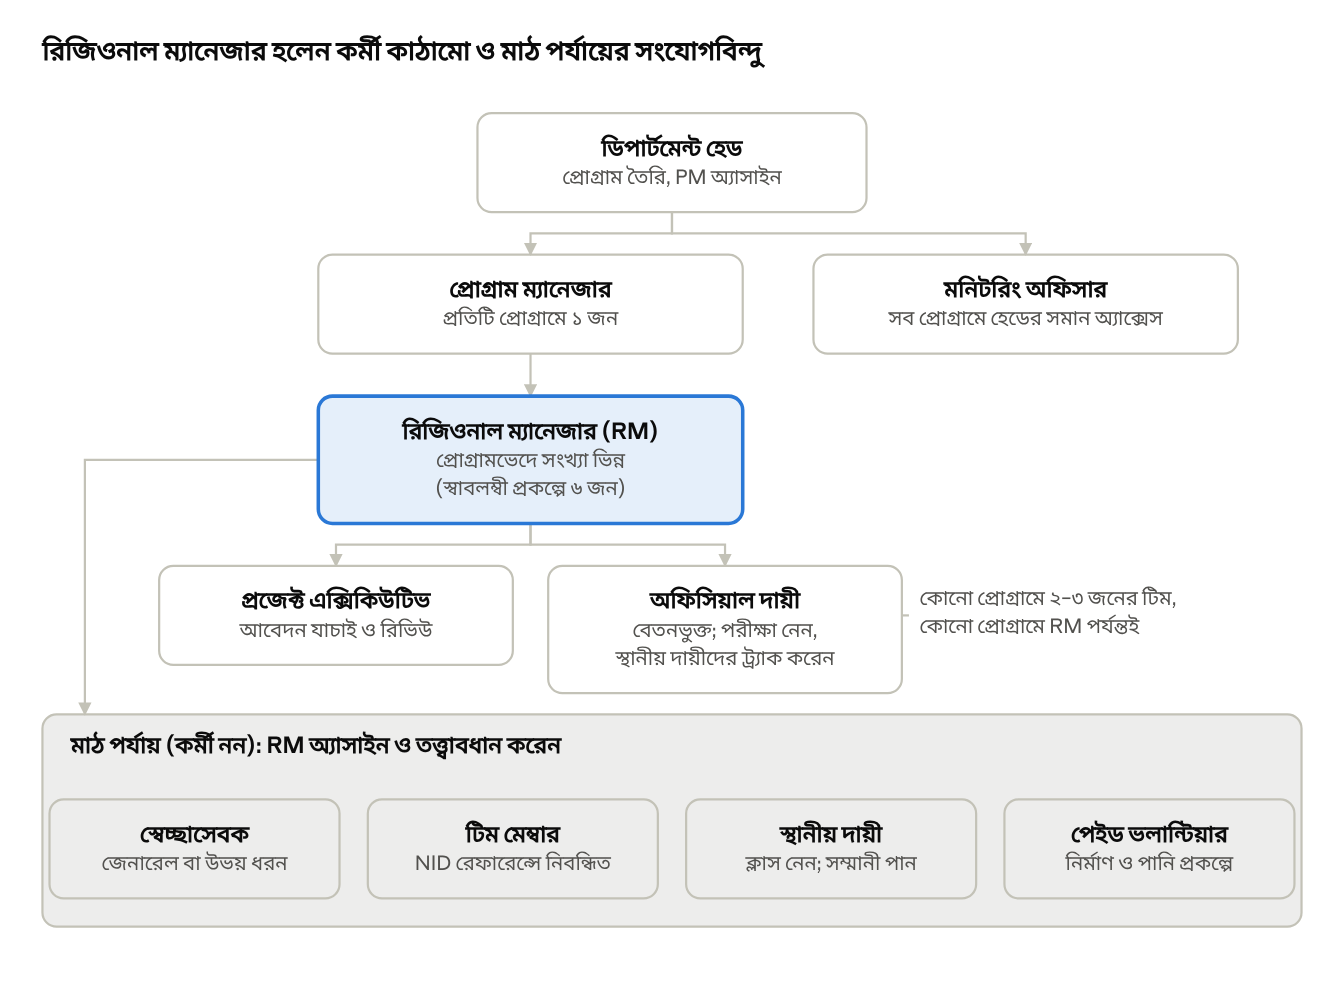 রিজিওনাল ম্যানেজার হলেন কর্মী কাঠামো ও মাঠ পর্যায়ের সংযোগবিন্দু
ডিপার্টমেন্ট হেড
প্রোগ্রাম তৈরি, PM অ্যাসাইন
প্রোগ্রাম ম্যানেজার
প্রতিটি প্রোগ্রামে ১ জন
মনিটরিং অফিসার
সব প্রোগ্রামে হেডের সমান অ্যাক্সেস
রিজিওনাল ম্যানেজার (RM)
প্রোগ্রামভেদে সংখ্যা ভিন্ন
(স্বাবলম্বী প্রকল্পে ৬ জন)
প্রজেক্ট এক্সিকিউটিভ
আবেদন যাচাই ও রিভিউ
অফিসিয়াল দায়ী
বেতনভুক্ত; পরীক্ষা নেন,
স্থানীয় দায়ীদের ট্র্যাক করেন
কোনো প্রোগ্রামে ২–৩ জনের টিম,
কোনো প্রোগ্রামে RM পর্যন্তই
মাঠ পর্যায় (কর্মী নন): RM অ্যাসাইন ও তত্ত্বাবধান করেন
স্বেচ্ছাসেবক
জেনারেল বা উভয় ধরন
টিম মেম্বার
NID রেফারেন্সে নিবন্ধিত
স্থানীয় দায়ী
ক্লাস নেন; সম্মানী পান
পেইড ভলান্টিয়ার
নির্মাণ ও পানি প্রকল্পে